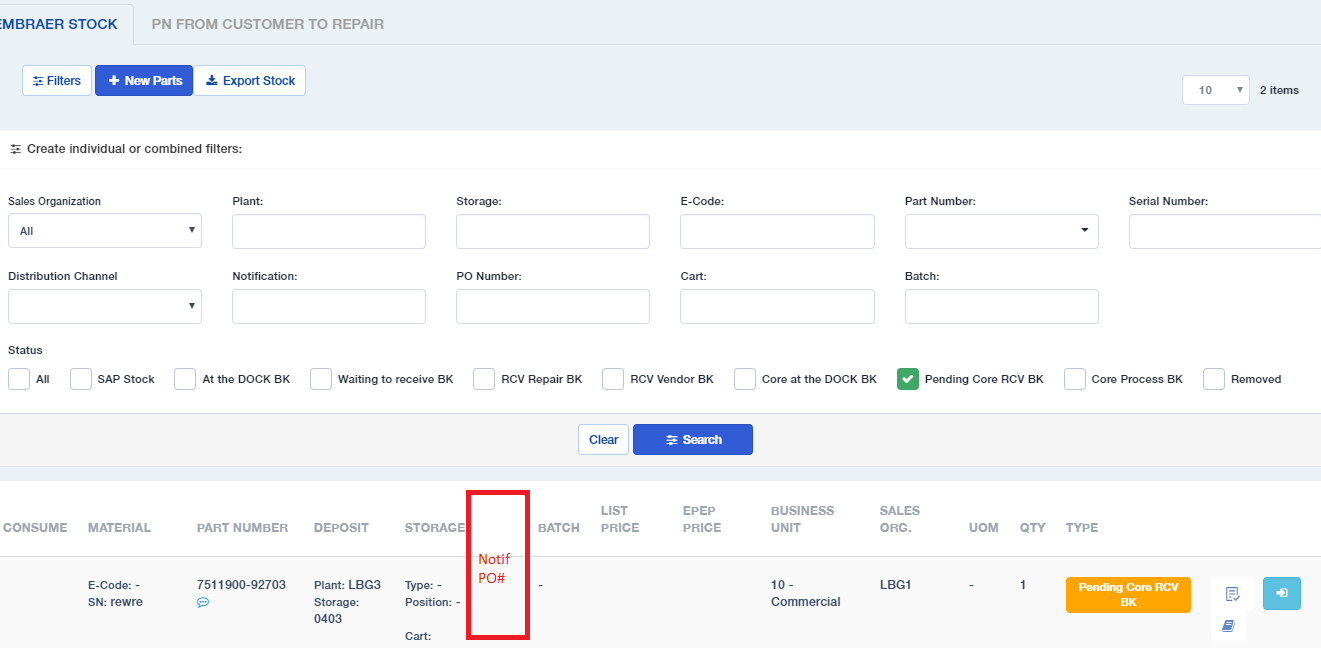 EMBRAER STOCK PN FROM CUSTOMER TO REPAIR
Filters New Parts Export Stock
10 2 items
Create individual or combined filters:
Sales Organization Plant: Storage: E-Code: Part Number: Serial Number:
All
Distribution Channel Notification: PO Number: Cart: Batch:
Status
All SAP Stock At the DOCK BK Waiting to receive BK RCV Repair BK RCV Vendor BK Core at the DOCK BK Pending Core RCV BK Core Process BK Removed
Clear Search
CONSUME MATERIAL PART NUMBER DEPOSIT STORAGE BATCH LIST PRICE EPEP PRICE BUSINESS UNIT SALES ORG. UOM QTY TYPE
Notif
PO#
E-Code: - 7511900-92703 Plant: LBG3 Type: - - 10 - LBG1 - 1 Pending Core RCV
SN: rewre Storage: Position: - Commercial BK
0403
Cart: